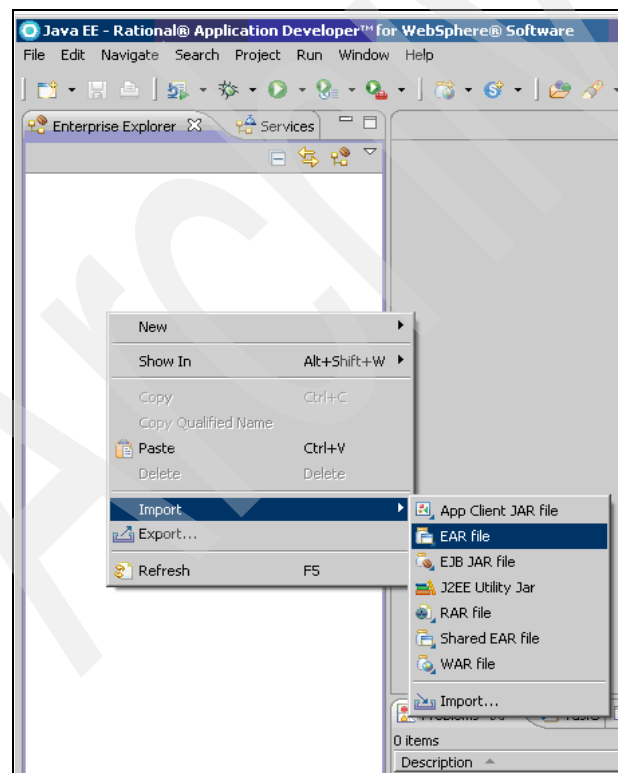 Java EE - Rational® Application Developer™ for WebSphere® Software
File Edit Navigate Search Project Run Window Help
Enterprise Explorer Services
New
Show In Alt+Shift+W
Copy Ctrl+C
Copy Qualified Name
Paste Ctrl+V
Delete Delete
Import
Export...
Refresh F5
App Client JAR file
EAR file
EJB JAR file
J2EE Utility Jar
RAR file
Shared EAR file
WAR file
Import...
0 items
Description